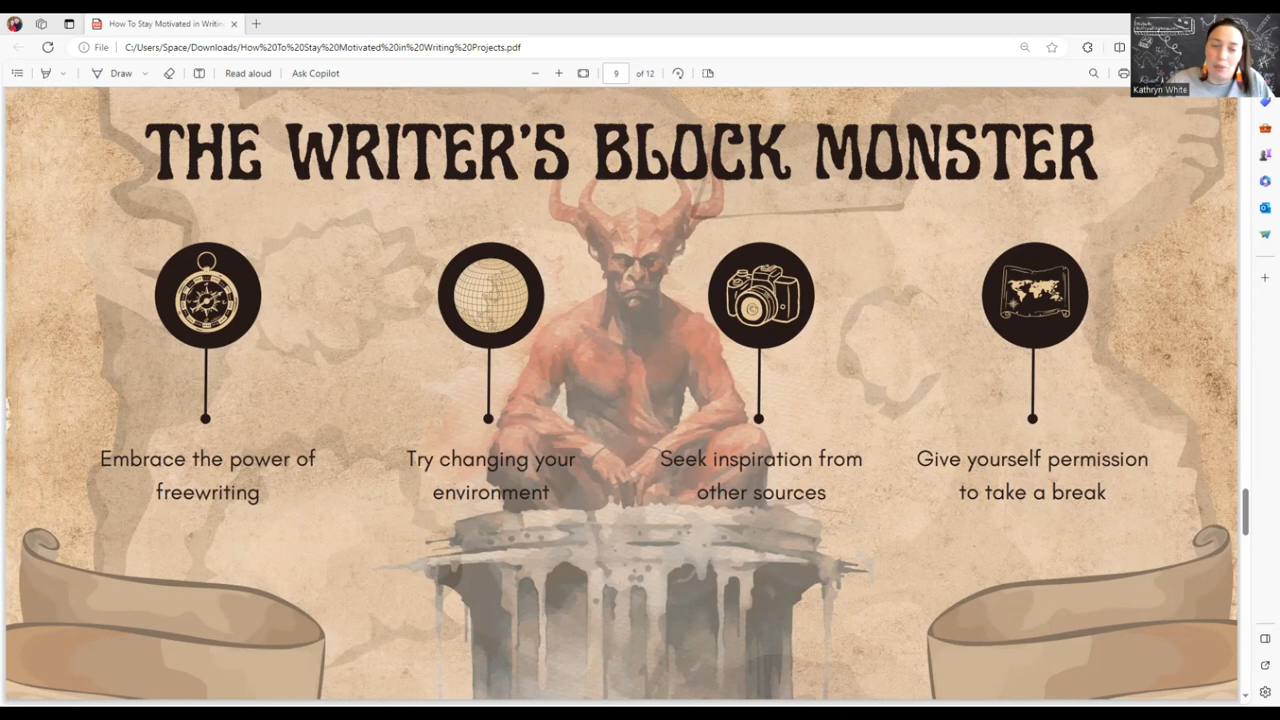 How To Stay Motivated in Writin
File
C:/Users/Space/Downloads/How%20To%20Stay%20Motivated%20in%20Writing%20Projects.pdf
Draw
Read aloud
Ask Copilot
9
of 12
Kathryn White
THE WRITER'S BLOCK MONSTER
Embrace the power of
freewriting
Try changing your
environment
Seek inspiration from
other sources
Give yourself permission
to take a break